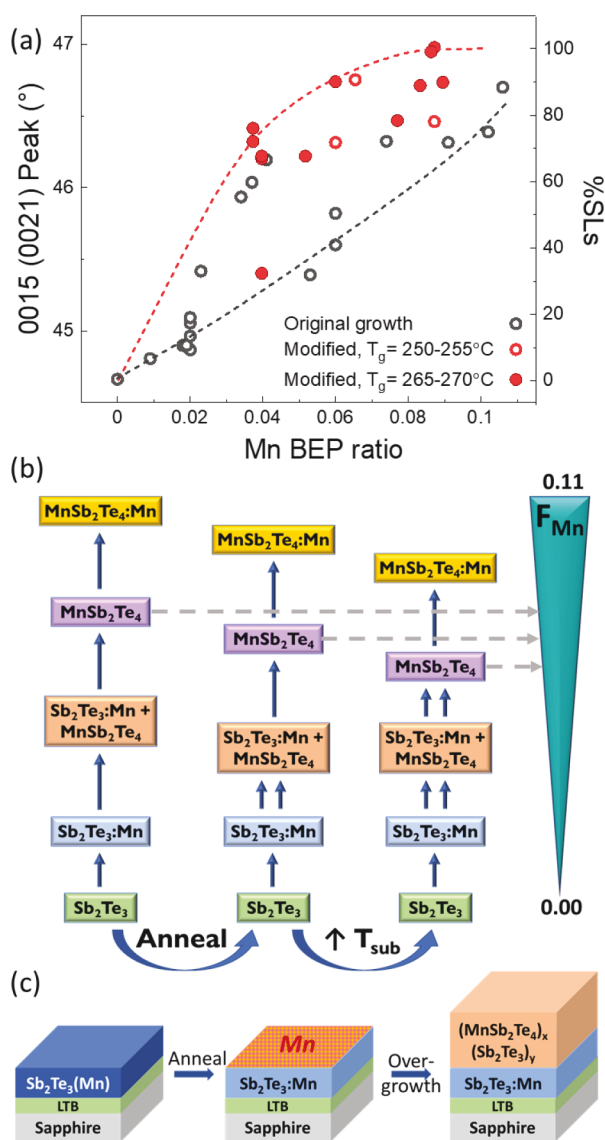 (a)
47
46
45
0015 (0021) Peak (°)
100
80
60
40
20
0
%SLs
Original growth
Modified, Tg= 250-255°C
Modified, Tg= 265-270°C
0
0.02
0.04
0.06
0.08
0.1
Mn BEP ratio
(b)
0.11
FMn
MnSb₂Te₄:Mn
MnSb₂Te₄:Mn
MnSb₂Te₄:Mn
MnSb₂Te₄
MnSb₂Te₄
MnSb₂Te₄
Sb₂Te₃:Mn +
MnSb₂Te₄
Sb₂Te₃:Mn +
MnSb₂Te₄
Sb₂Te₃:Mn +
MnSb₂Te₄
Sb₂Te₃:Mn
Sb₂Te₃:Mn
Sb₂Te₃:Mn
Sb₂Te₃
Sb₂Te₃
Sb₂Te₃
0.00
Anneal
↑ Tsub
(c)
Sb₂Te₃(Mn)
LTB
Sapphire
Anneal
Mn
Sb₂Te₃:Mn
LTB
Sapphire
Over-
growth
(MnSb₂Te₄)x
(Sb₂Te₃)y
Sb₂Te₃:Mn
LTB
Sapphire